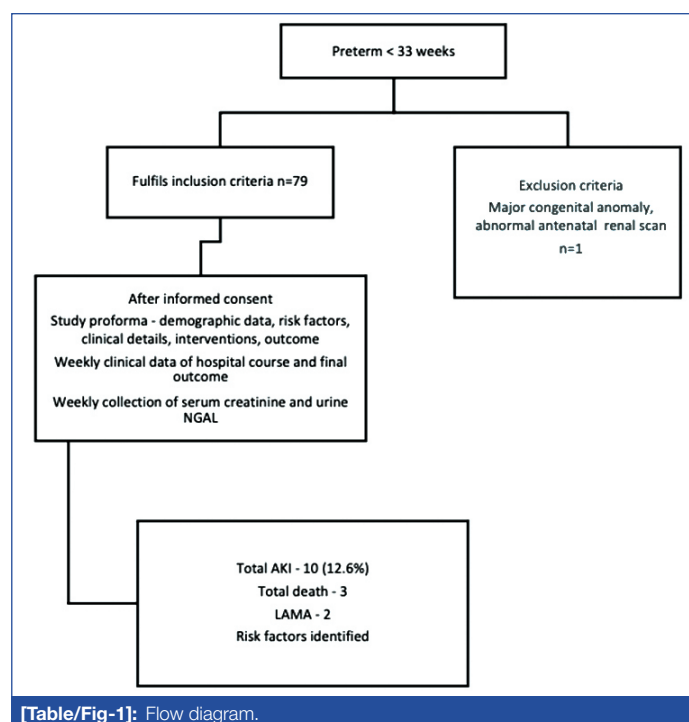 Preterm < 33 weeks
Fulfils inclusion criteria n=79
Exclusion criteria
Major congenital anomaly,
abnormal antenatal renal scan
n=1
After informed consent
Study proforma - demographic data, risk factors,
clinical details, interventions, outcome
Weekly clinical data of hospital course and final
outcome
Weekly collection of serum creatinine and urine
NGAL
Total AKI - 10 (12.6%)
Total death - 3
LAMA - 2
Risk factors identified
[Table/Fig-1]: Flow diagram.